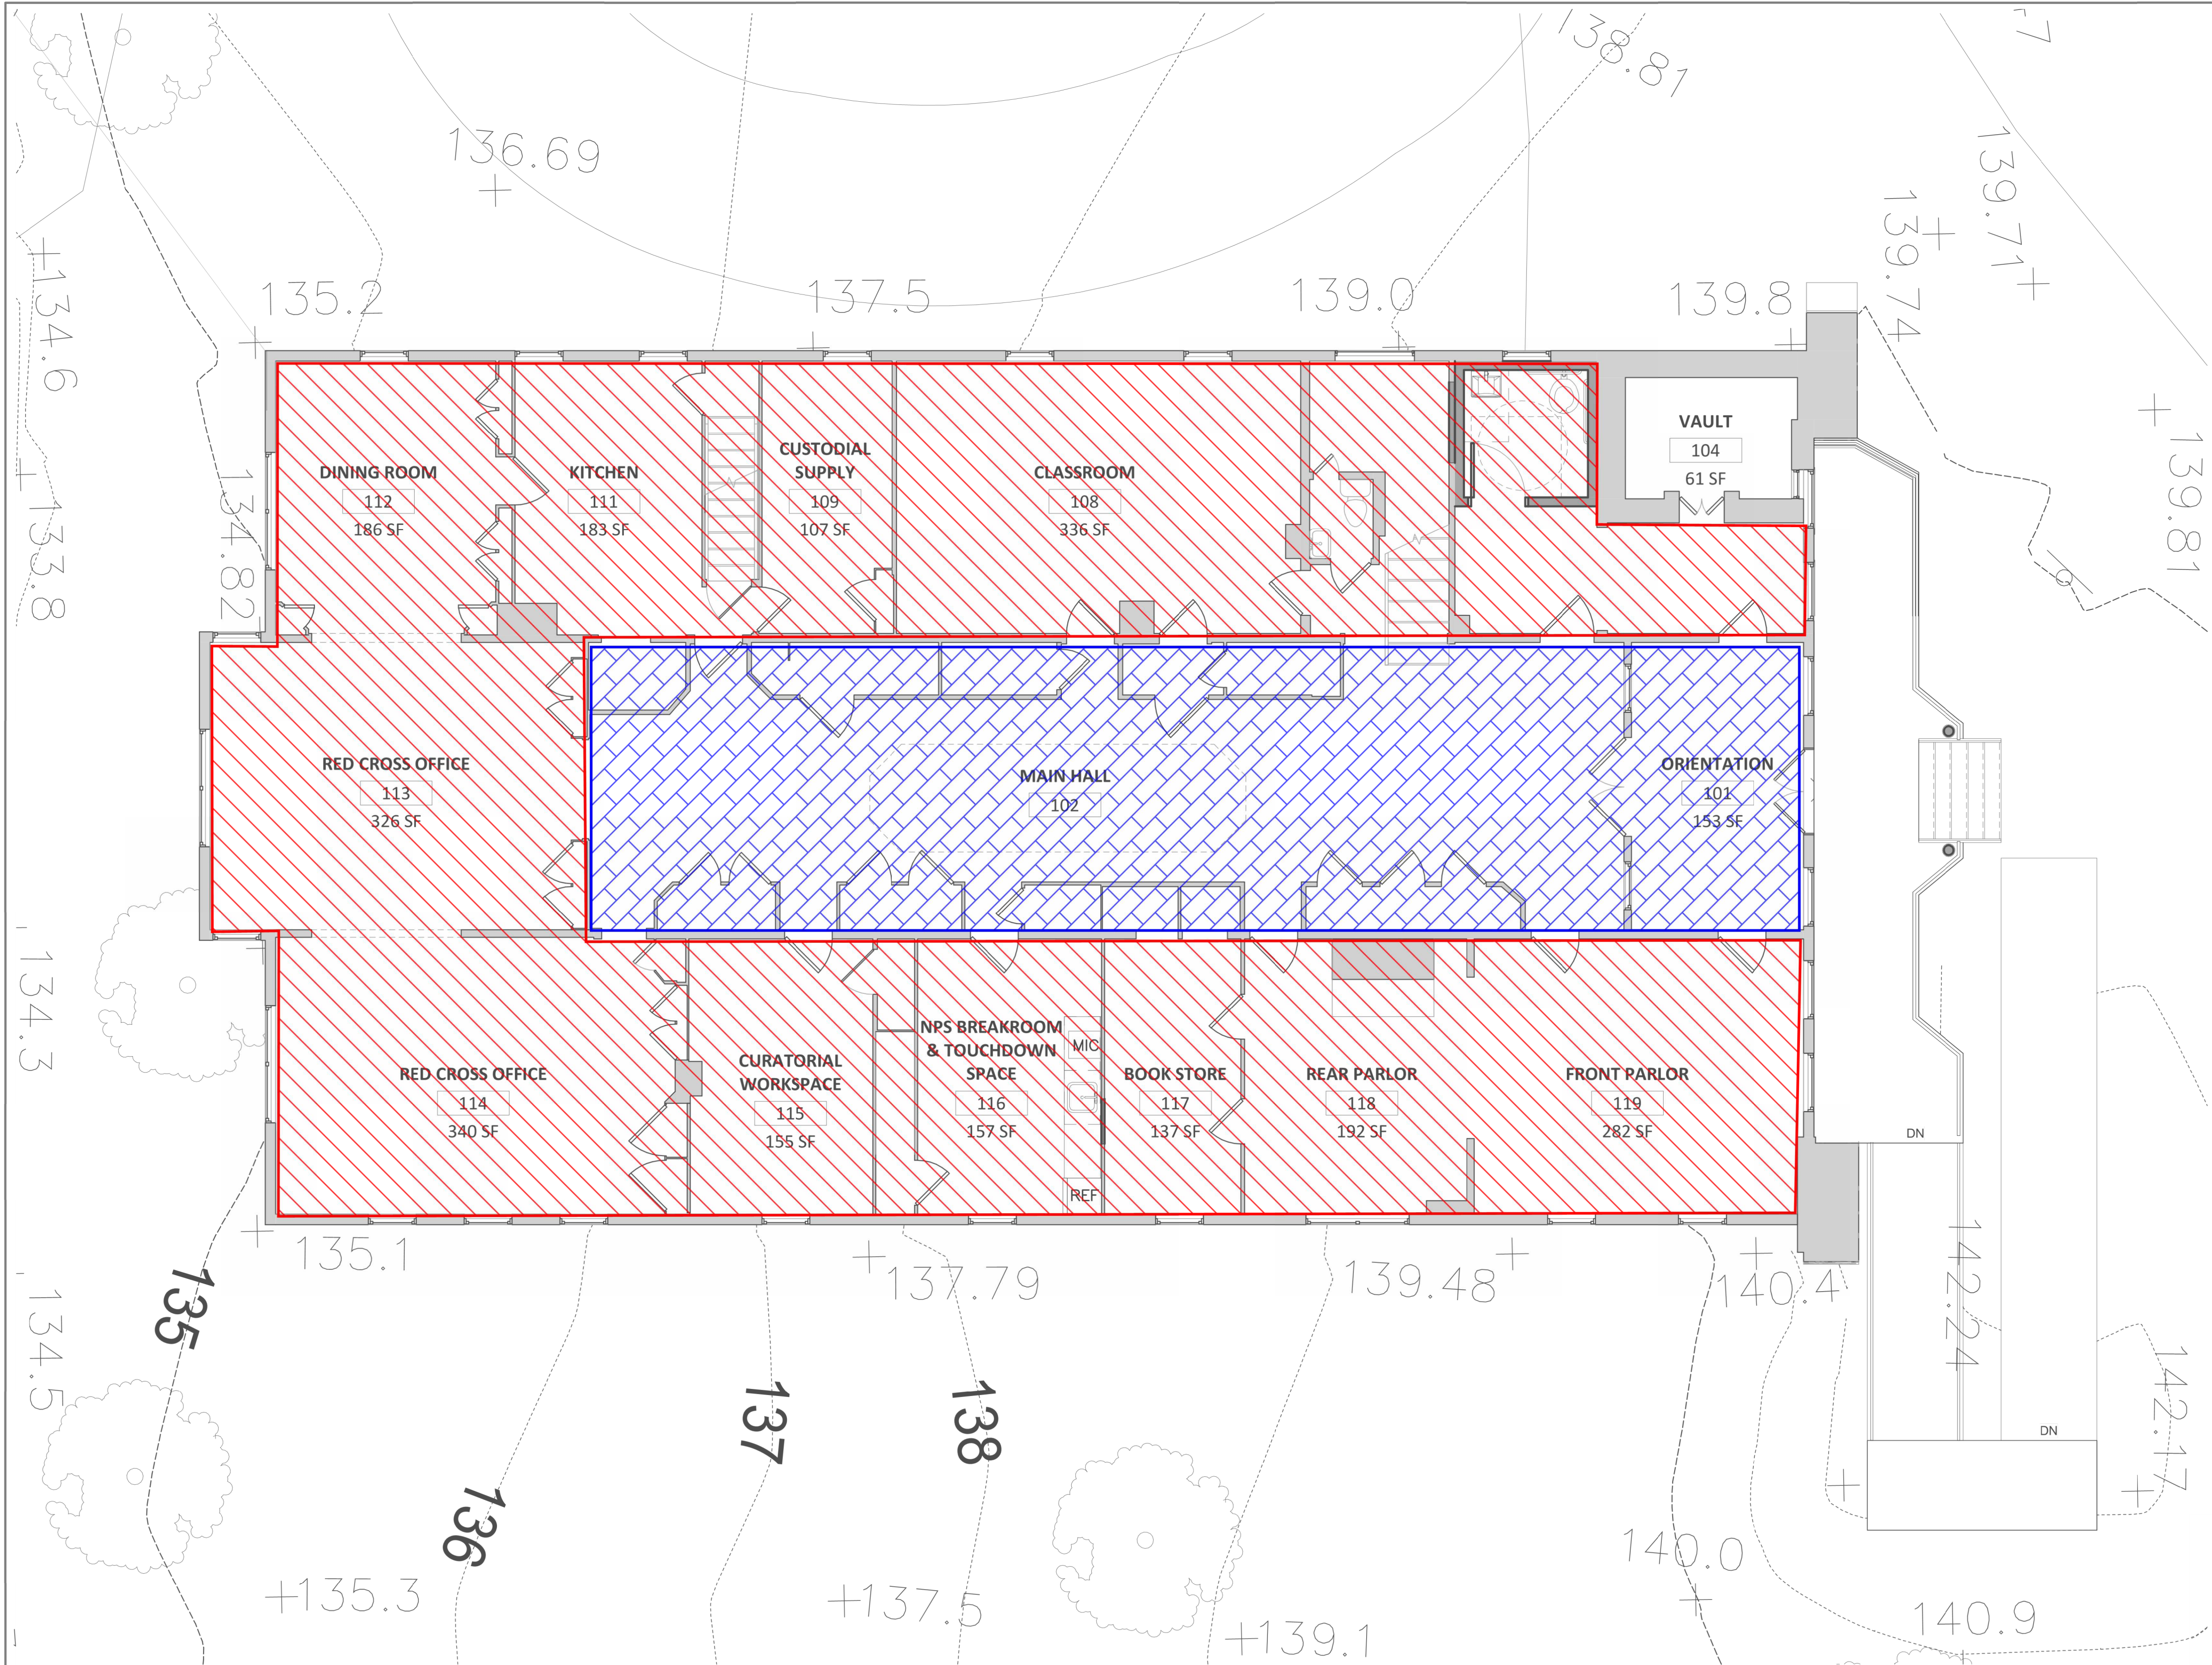 138.81
7
136.69
139.71
139.74
+134.6
135.2
137.5
139.0
139.8
VAULT
104
61 SF
CUSTODIAL
SUPPLY
109
107 SF
DINING ROOM
112
186 SF
KITCHEN
111
183 SF
CLASSROOM
108
336 SF
139.81
133.8
134.82
RED CROSS OFFICE
113
326 SF
MAIN HALL
102
ORIENTATION
101
153 SF
134.3
NPS BREAKROOM
& TOUCHDOWN
SPACE
116
157 SF
MIC
REF
RED CROSS OFFICE
114
340 SF
CURATORIAL
WORKSPACE
115
155 SF
BOOK STORE
117
137 SF
REAR PARLOR
118
192 SF
FRONT PARLOR
119
282 SF
DN
135.1
137.79
139.48
140.4
142.24
135
134.5
137
138
142.17
DN
136
140.0
+135.3
+137.5
+139.1
140.9